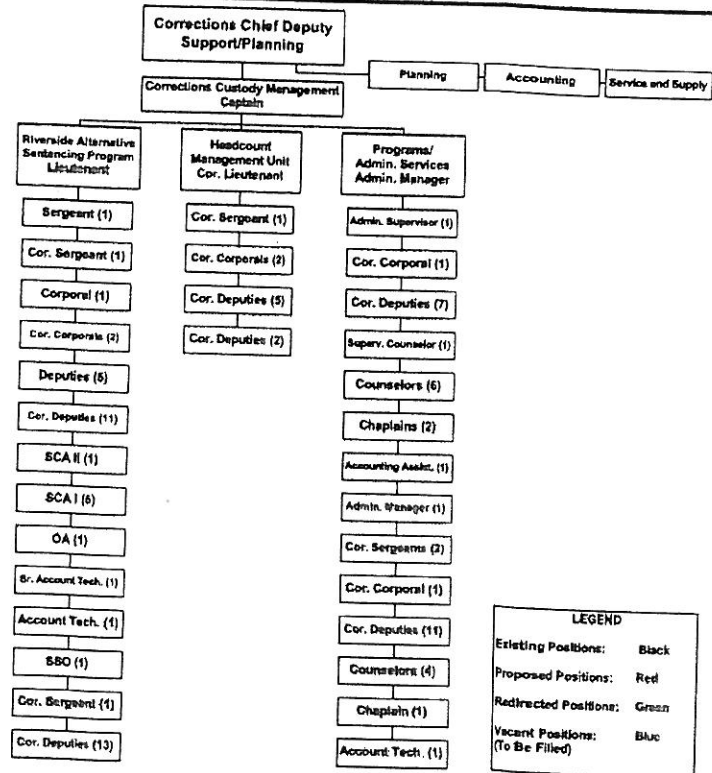 Corrections Chief Deputy
Support/Planning
Planning
Accounting
Service and Supply
Corrections Custody Management
Captain
Riverside Alternative
Sentencing Program
Lieutenant
Sergeant (1)
Cor. Sergeant (1)
Corporal (1)
Cor. Corporals (2)
Deputies (5)
Cor. Deputies (11)
SCA II (1)
SCA I (6)
OA (1)
Sr. Account Tech. (1)
Account Tech. (1)
SBO (1)
Cor. Sergeant (1)
Cor. Deputies (13)
Headcount
Management Unit
Cor. Lieutenant
Cor. Sergeant (1)
Cor. Corporals (2)
Cor. Deputies (5)
Cor. Deputies (2)
Programs/
Admin. Services
Admin. Manager
Admin. Supervisor (1)
Cor. Corporal (1)
Cor. Deputies (7)
Superv. Counselor (1)
Counselors (6)
Chaplains (2)
Accounting Assist. (1)
Admin. Manager (1)
Cor. Sergeants (2)
Cor. Corporal (1)
Cor. Deputies (11)
Counselors (4)
Chaplain (1)
Account Tech. (1)
LEGEND
Existing Positions: Black
Proposed Positions: Red
Redirected Positions: Green
Vacant Positions: Blue
(To Be Filled)